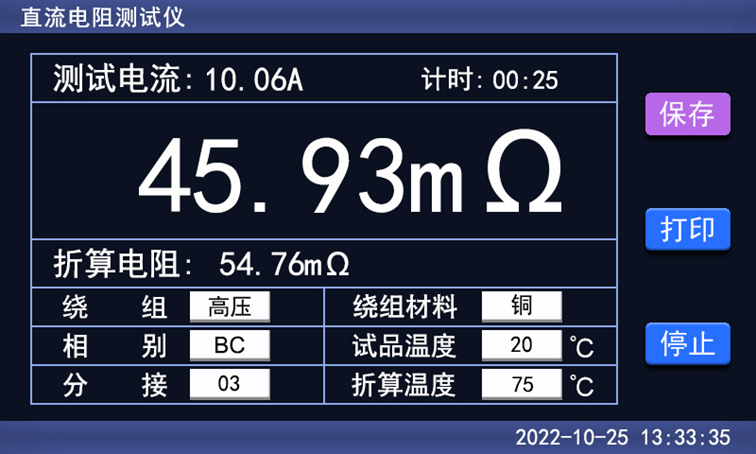 直流电阻测试仪
测试电流: 10.06A 计时: 00:25
45.93mΩ
折算电阻: 54.76mΩ
绕 组 高压 绕组材料 铜
相 别 BC 试品温度 20 ℃
分 接 03 折算温度 75 ℃
保存
打印
停止
2022-10-25 13:33:35